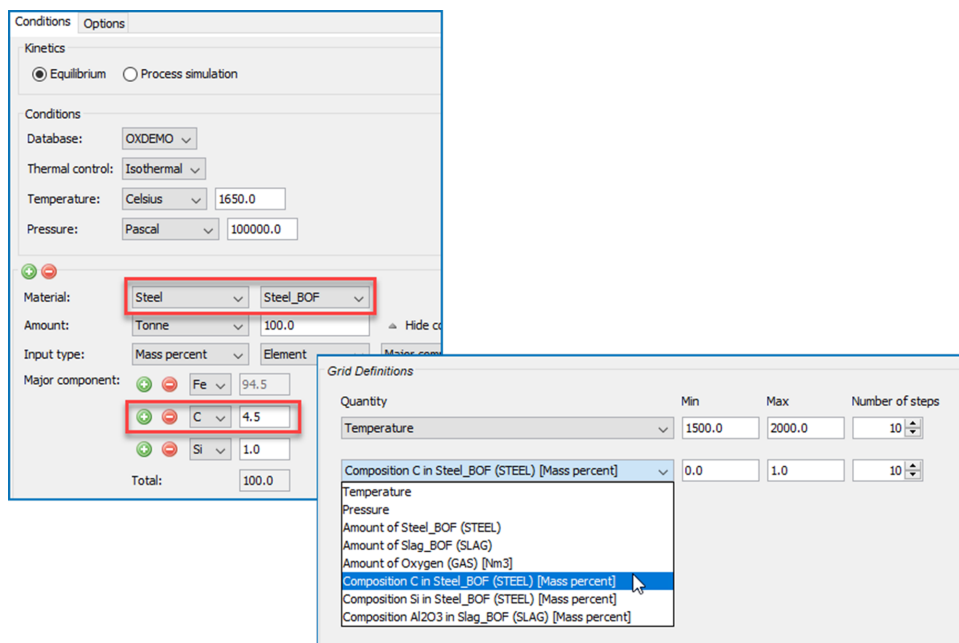 Conditions Options
Kinetics
Equilibrium Process simulation
Conditions
Database: OXDEMO
Thermal control: Isothermal
Temperature: Celsius 1650.0
Pressure: Pascal 100000.0
Material: Steel Steel_BOF
Amount: Tonne 100.0 Hide
Input type: Mass percent Element
Major component: Fe 94.5
C 4.5
Si 1.0
Total: 100.0
Grid Definitions
Quantity Min Max Number of steps
Temperature 1500.0 2000.0 10
Composition C in Steel_BOF (STEEL) [Mass percent] 0.0 1.0 10
Temperature
Pressure
Amount of Steel_BOF (STEEL)
Amount of Slag_BOF (SLAG)
Amount of Oxygen (GAS) [Nm3]
Composition C in Steel_BOF (STEEL) [Mass percent]
Composition Si in Steel_BOF (STEEL) [Mass percent]
Composition Al2O3 in Slag_BOF (SLAG) [Mass percent]